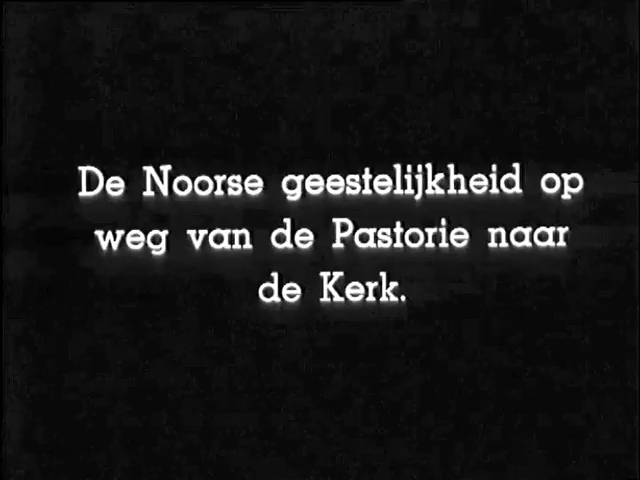 De Noorse geestelijkheid op
weg van de Pastorie naar
de Kerk.